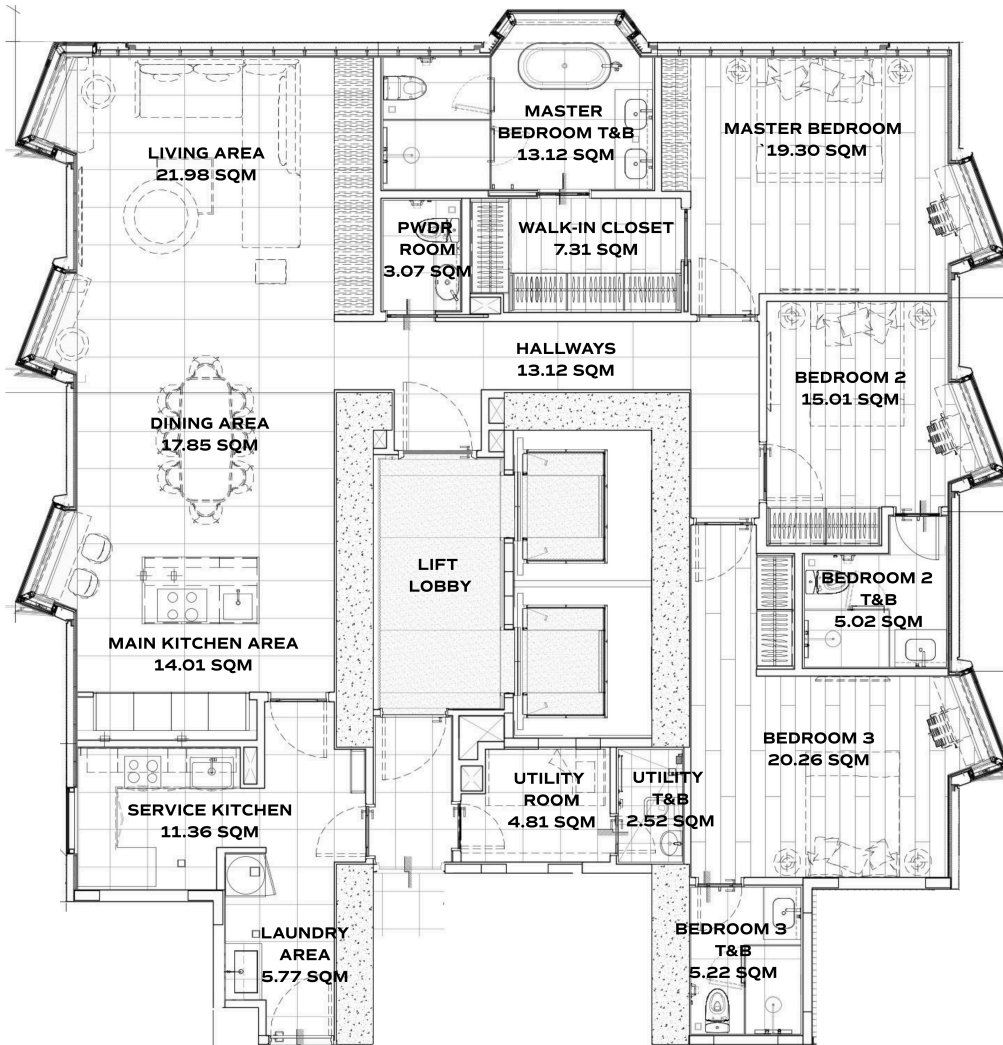 MASTER
BEDROOM T&B
13.12 SQM
MASTER BEDROOM
`19.30 SQM
LIVING AREA
21.98 SQM
PWDR
ROOM
3.07 SQM
WALK-IN CLOSET
7.31 SQM
HALLWAYS
13.12 SQM
BEDROOM 2
15.01 SQM
DINING AREA
17.85 SQM
LIFT
LOBBY
BEDROOM 2
T&B
5.02 SQM
MAIN KITCHEN AREA
14.01 SQM
BEDROOM 3
20.26 SQM
SERVICE KITCHEN
11.36 SQM
UTILITY
ROOM
4.81 SQM
UTILITY
T&B
2.52 SQM
LAUNDRY
AREA
5.77 SQM
BEDROOM 3
T&B
5.22 SQM